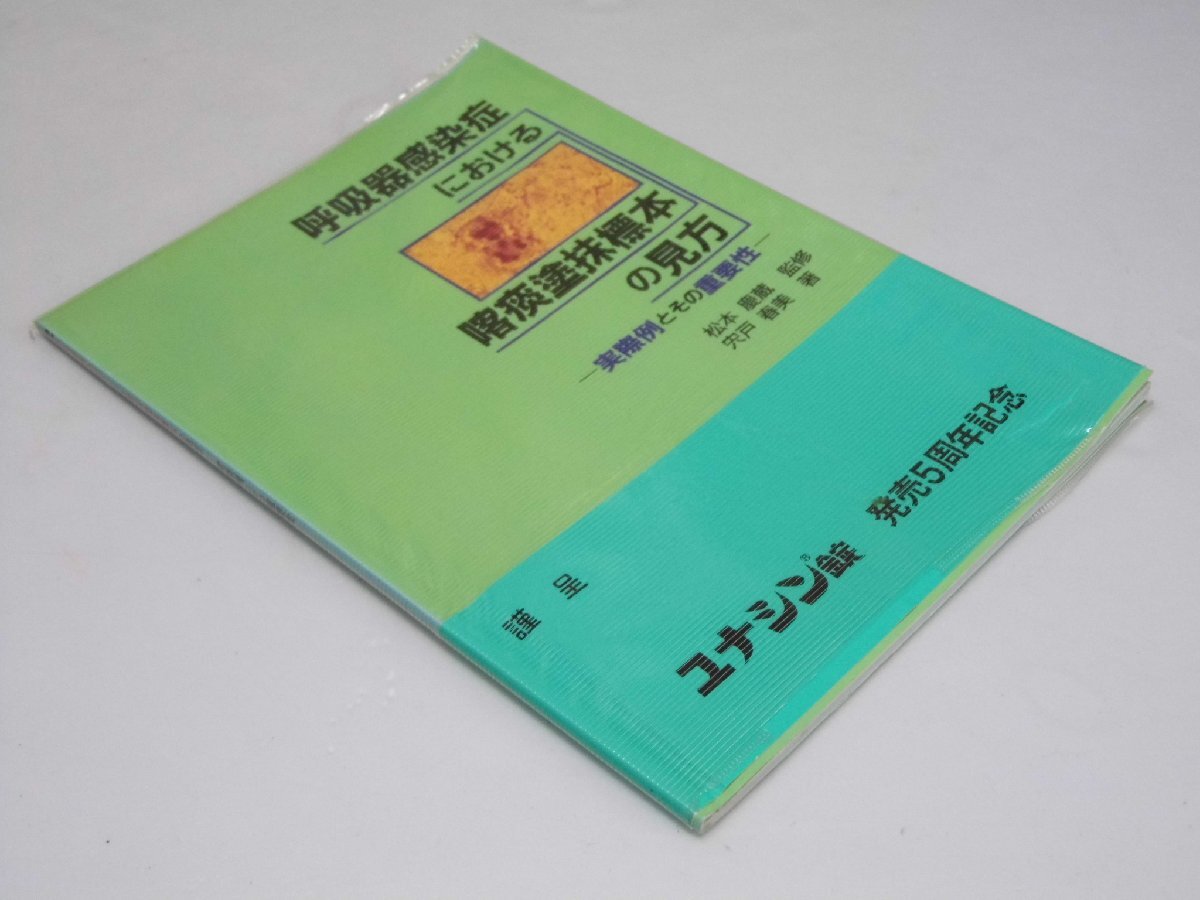 呼吸器感染症
における
喀痰塗抹標本
の見方
―実際例とその重要性―
松本 慶蔵 監修
宍戸 春美 著
謹呈
ユナシン®錠 発売5周年記念